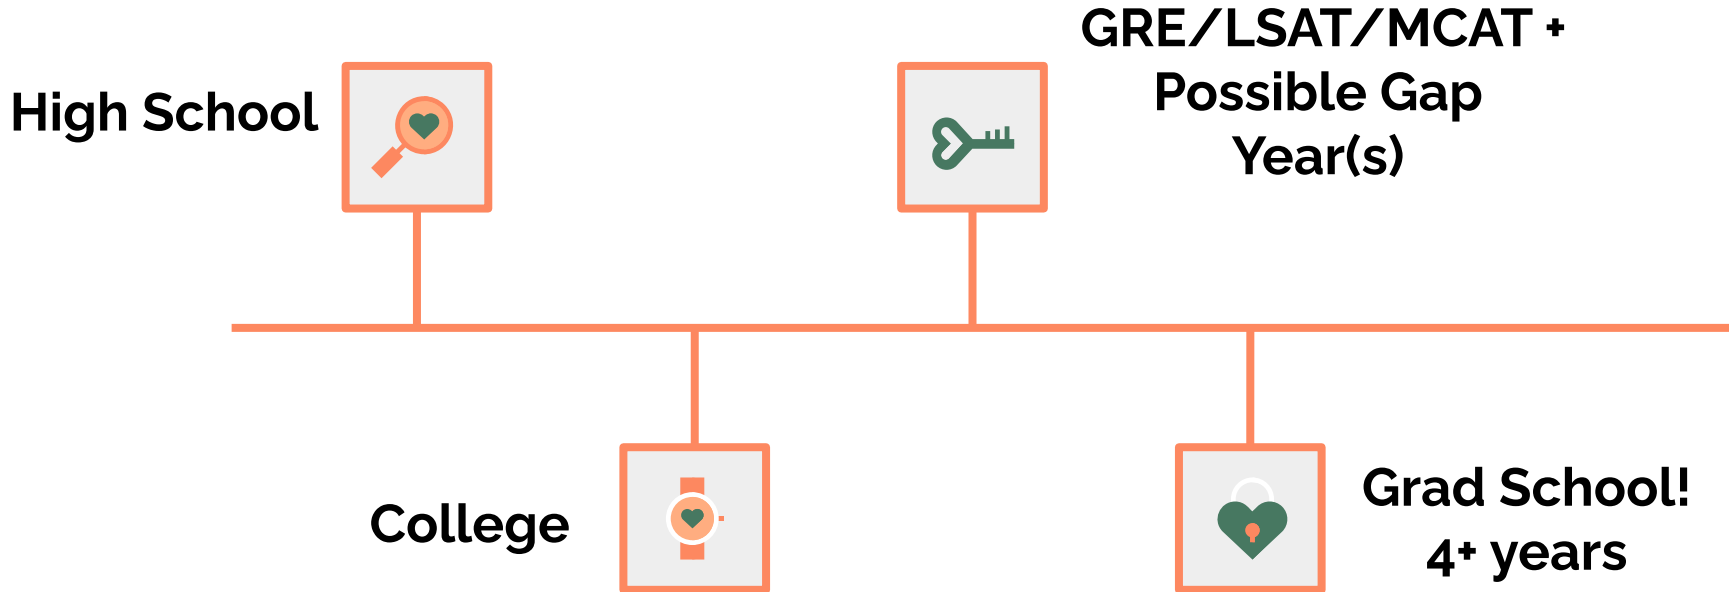 High School
College
GRE/LSAT/MCAT +
Possible Gap
Year(s)
Grad School!
4+ years